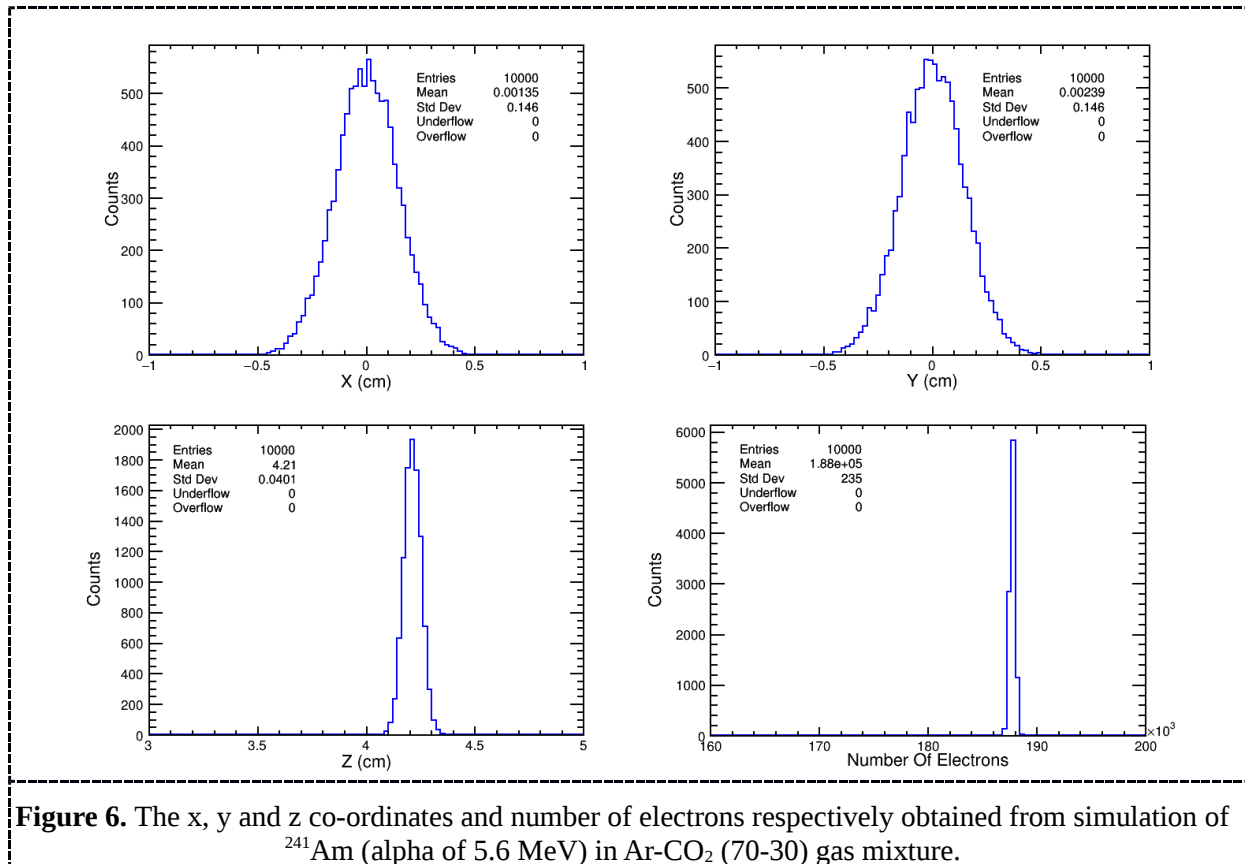 Entries 10000
Mean 0.00135
Std Dev 0.146
Underflow 0
Overflow 0
500
400
300
200
100
0
Counts
−1 −0.5 0 0.5 1
X (cm)
Entries 10000
Mean 0.00239
Std Dev 0.146
Underflow 0
Overflow 0
500
400
300
200
100
0
Counts
−1 −0.5 0 0.5 1
Y (cm)
Entries 10000
Mean 4.21
Std Dev 0.0401
Underflow 0
Overflow 0
2000
1800
1600
1400
1200
1000
800
600
400
200
0
Counts
3 3.5 4 4.5 5
Z (cm)
Entries 10000
Mean 1.88e+05
Std Dev 235
Underflow 0
Overflow 0
6000
5000
4000
3000
2000
1000
0
Counts
160 170 180 190 200
×10³
Number Of Electrons
Figure 6. The x, y and z co-ordinates and number of electrons respectively obtained from simulation of
²⁴¹Am (alpha of 5.6 MeV) in Ar-CO₂ (70-30) gas mixture.